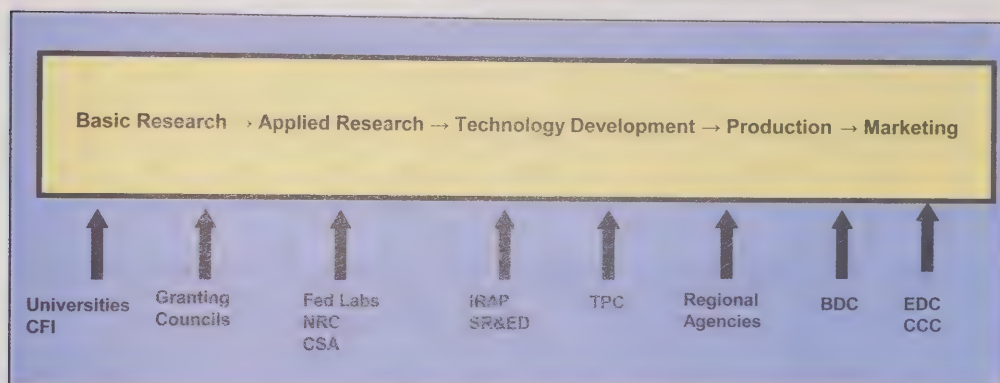 Basic Research → Applied Research → Technology Development → Production → Marketing
Universities
CFI
Granting
Councils
Fed Labs
NRC
CSA
IRAP
SR&ED
TPC
Regional
Agencies
BDC
EDC
CCC